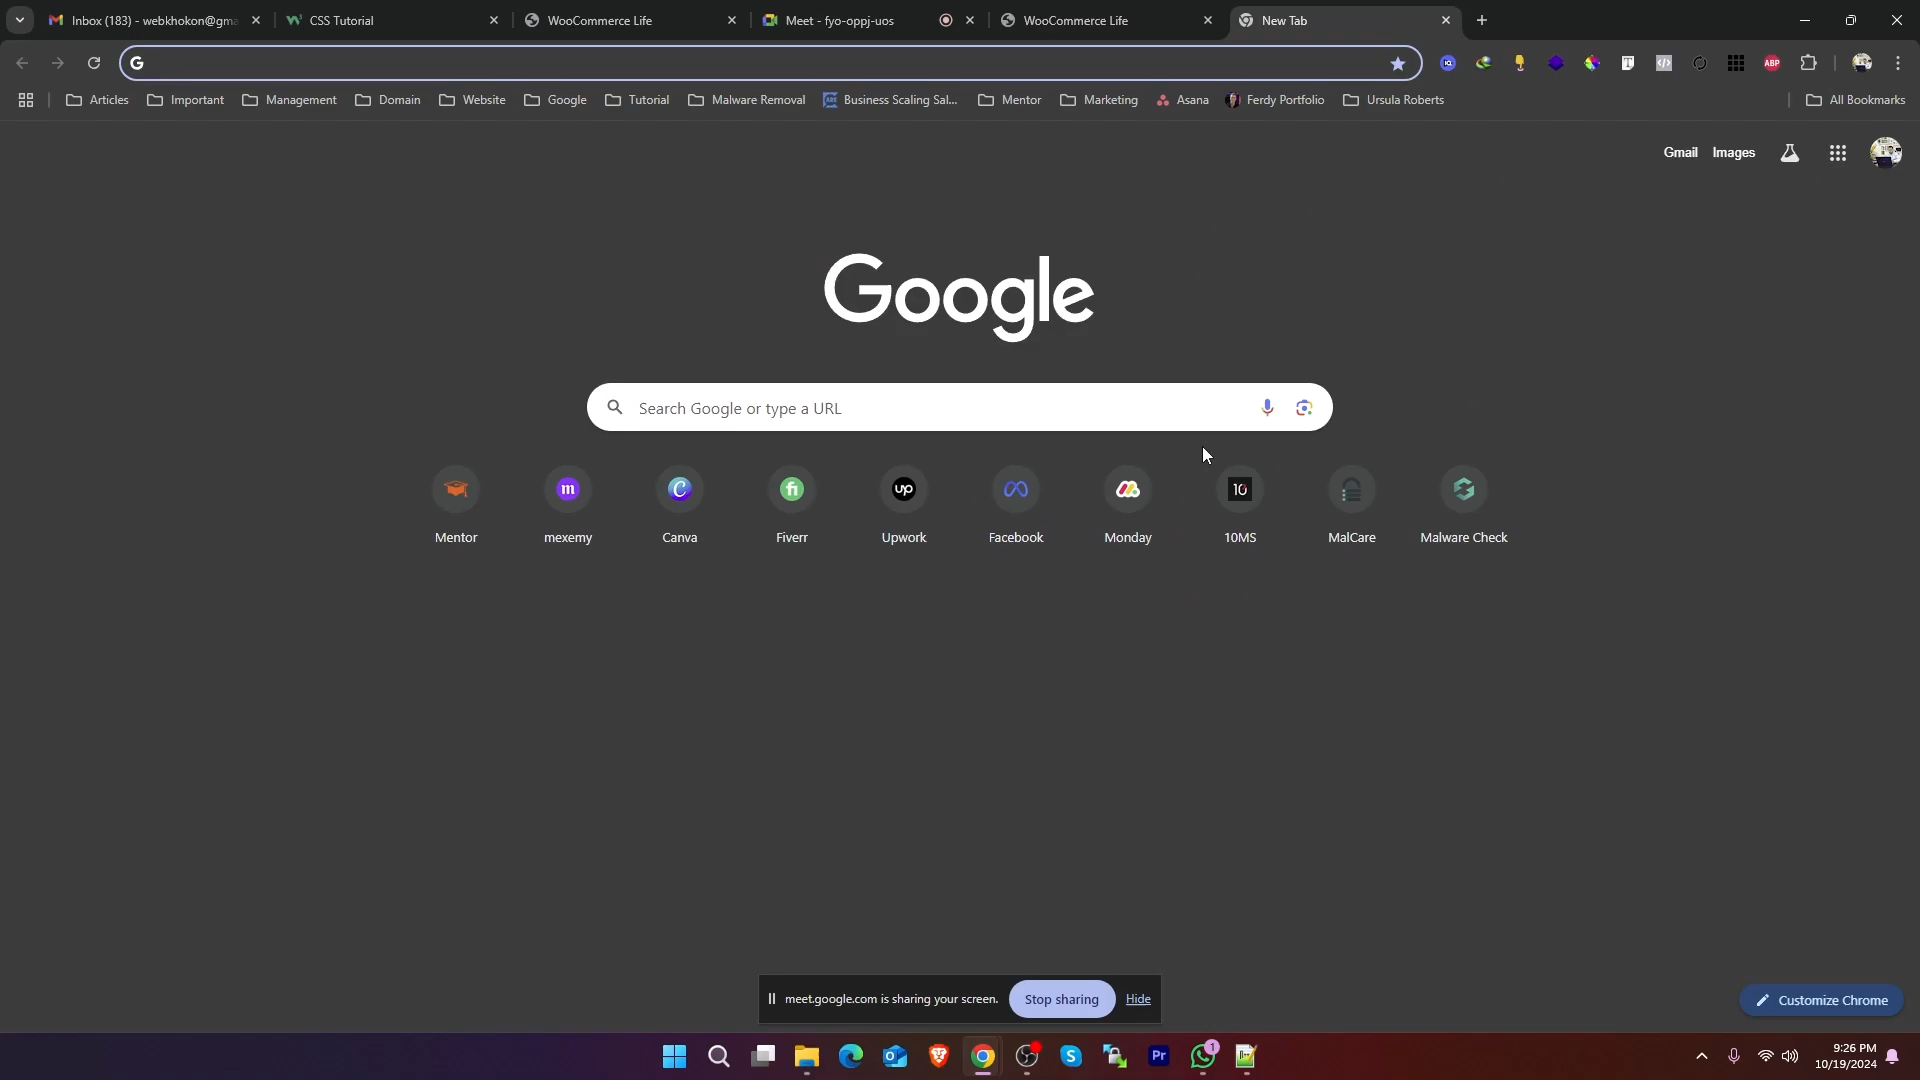 Inbox (183) - webkhokon@gma
CSS Tutorial
WooCommerce Life
Meet - fyo-oppj-uos
WooCommerce Life
New Tab
Articles
Important
Management
Domain
Website
Google
Tutorial
Malware Removal
Business Scaling Sal...
Mentor
Marketing
Asana
Ferdy Portfolio
Ursula Roberts
All Bookmarks
ABP
Gmail
Images
Google
Search Google or type a URL
Mentor
mexemy
Canva
Fiverr
Upwork
Facebook
Monday
10MS
MalCare
Malware Check
meet.google.com is sharing your screen.
Stop sharing
Hide
Customize Chrome
9:26 PM
10/19/2024